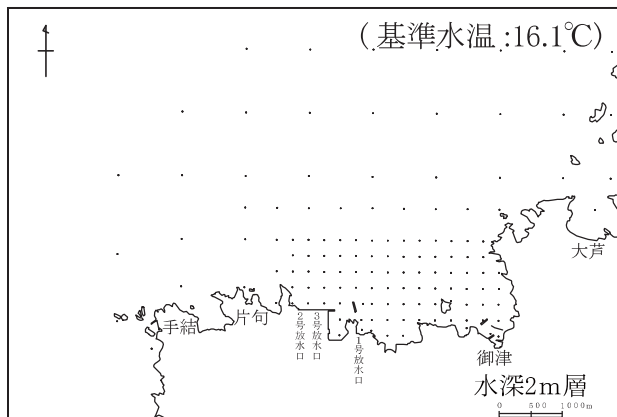 (基準水温:16.1℃)
大芦
手結
片句
2号放水口
3号放水口
1号放水口
御津
水深2m層
0 500 1000m